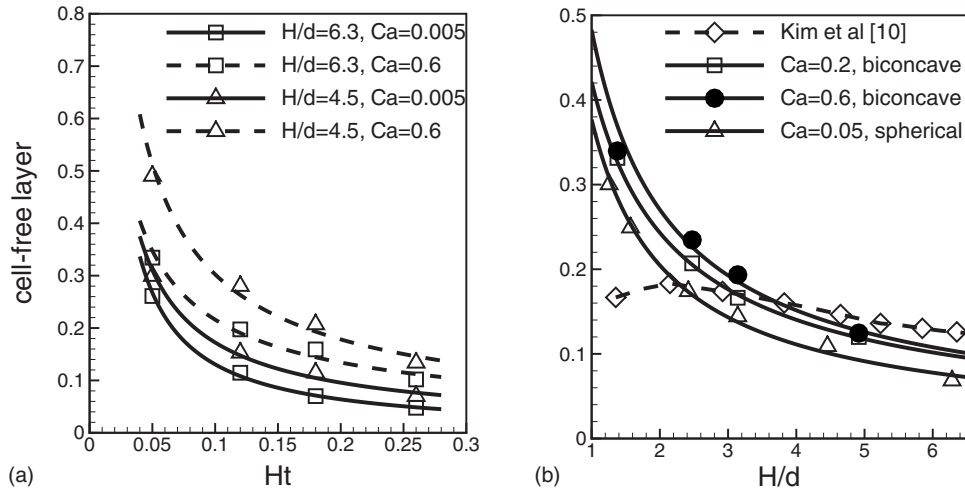 0.8
0.7
0.6
0.5
0.4
0.3
0.2
0.1
0
cell-free layer
H/d=6.3, Ca=0.005
H/d=6.3, Ca=0.6
H/d=4.5, Ca=0.005
H/d=4.5, Ca=0.6
0 0.05 0.1 0.15 0.2 0.25 0.3
Ht
(a)
0.5
0.4
0.3
0.2
0.1
0
Kim et al [10]
Ca=0.2, biconcave
Ca=0.6, biconcave
Ca=0.05, spherical
1 2 3 4 5 6
H/d
(b)